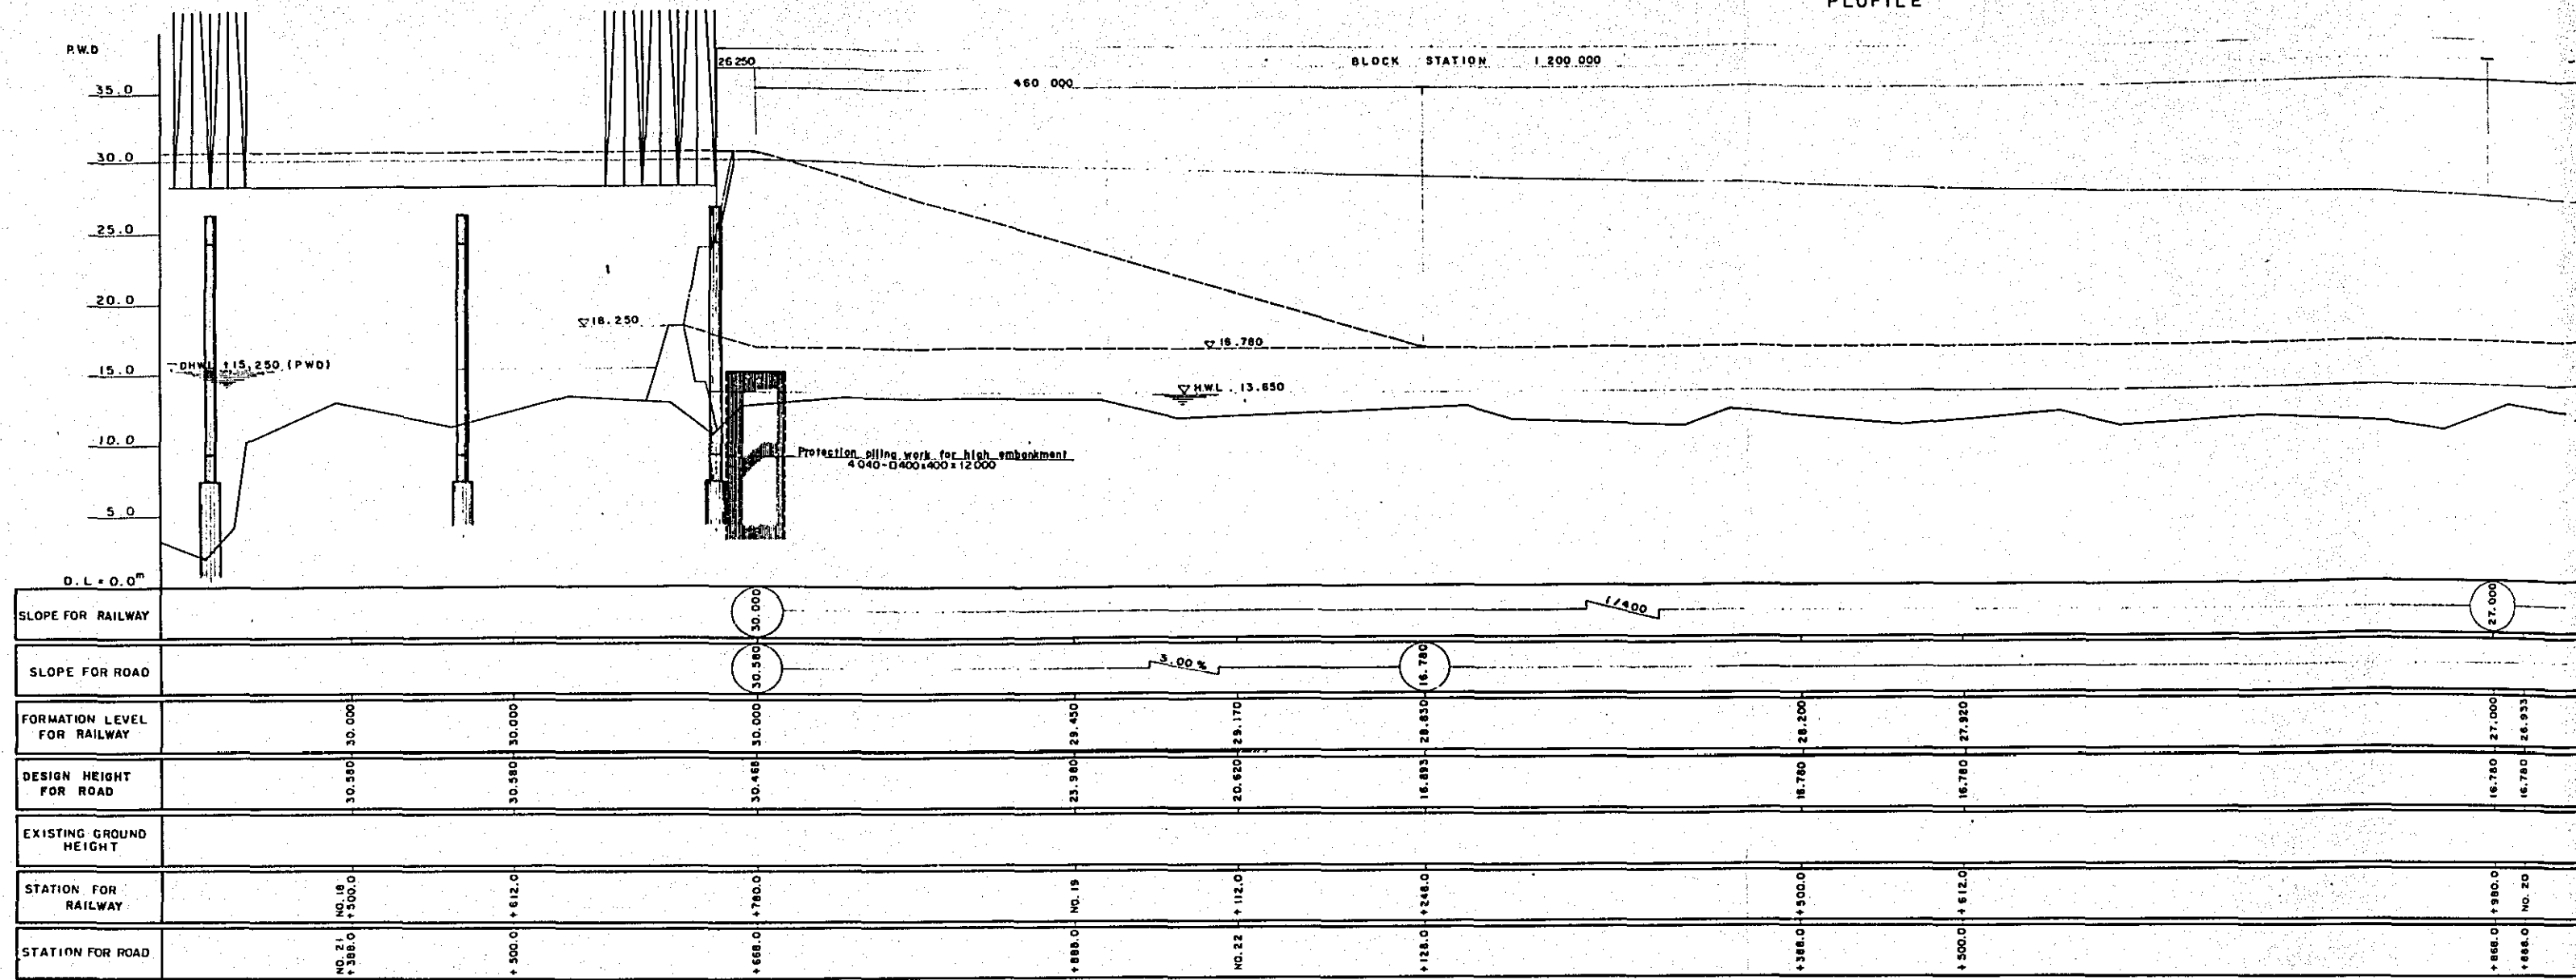 PLOFILE
P.W.D
26 250
BLOCK STATION 1 200 000
460 000
35.0
30.0
25.0
20.0
18.250
16.780
DHWL +15,250 (PWD)
15.0
H.W.L. 13.650
10.0
Protection piling work for high embankment
4 040-□400x400x12000
5.0
D.L = 0.0m
SLOPE FOR RAILWAY
30.000
1/400
27.000
SLOPE FOR ROAD
30.580
3.00 %
16.780
FORMATION LEVEL
FOR RAILWAY
30.000
30.000
30.000
29.450
29.170
28.830
28.200
27.920
27.000
26.933
DESIGN HEIGHT
FOR ROAD
30.580
30.580
30.468
23.980
20.620
16.893
16.780
16.780
16.780
16.780
EXISTING GROUND
HEIGHT
STATION FOR
RAILWAY
NO.18
+500.0
+612.0
+780.0
NO.19
+112.0
+246.0
+500.0
+612.0
+980.0
NO. 20
STATION FOR ROAD
NO.21
+388.0
+500.0
+668.0
+888.0
NO.22
+128.0
+388.0
+500.0
+868.0
+888.0